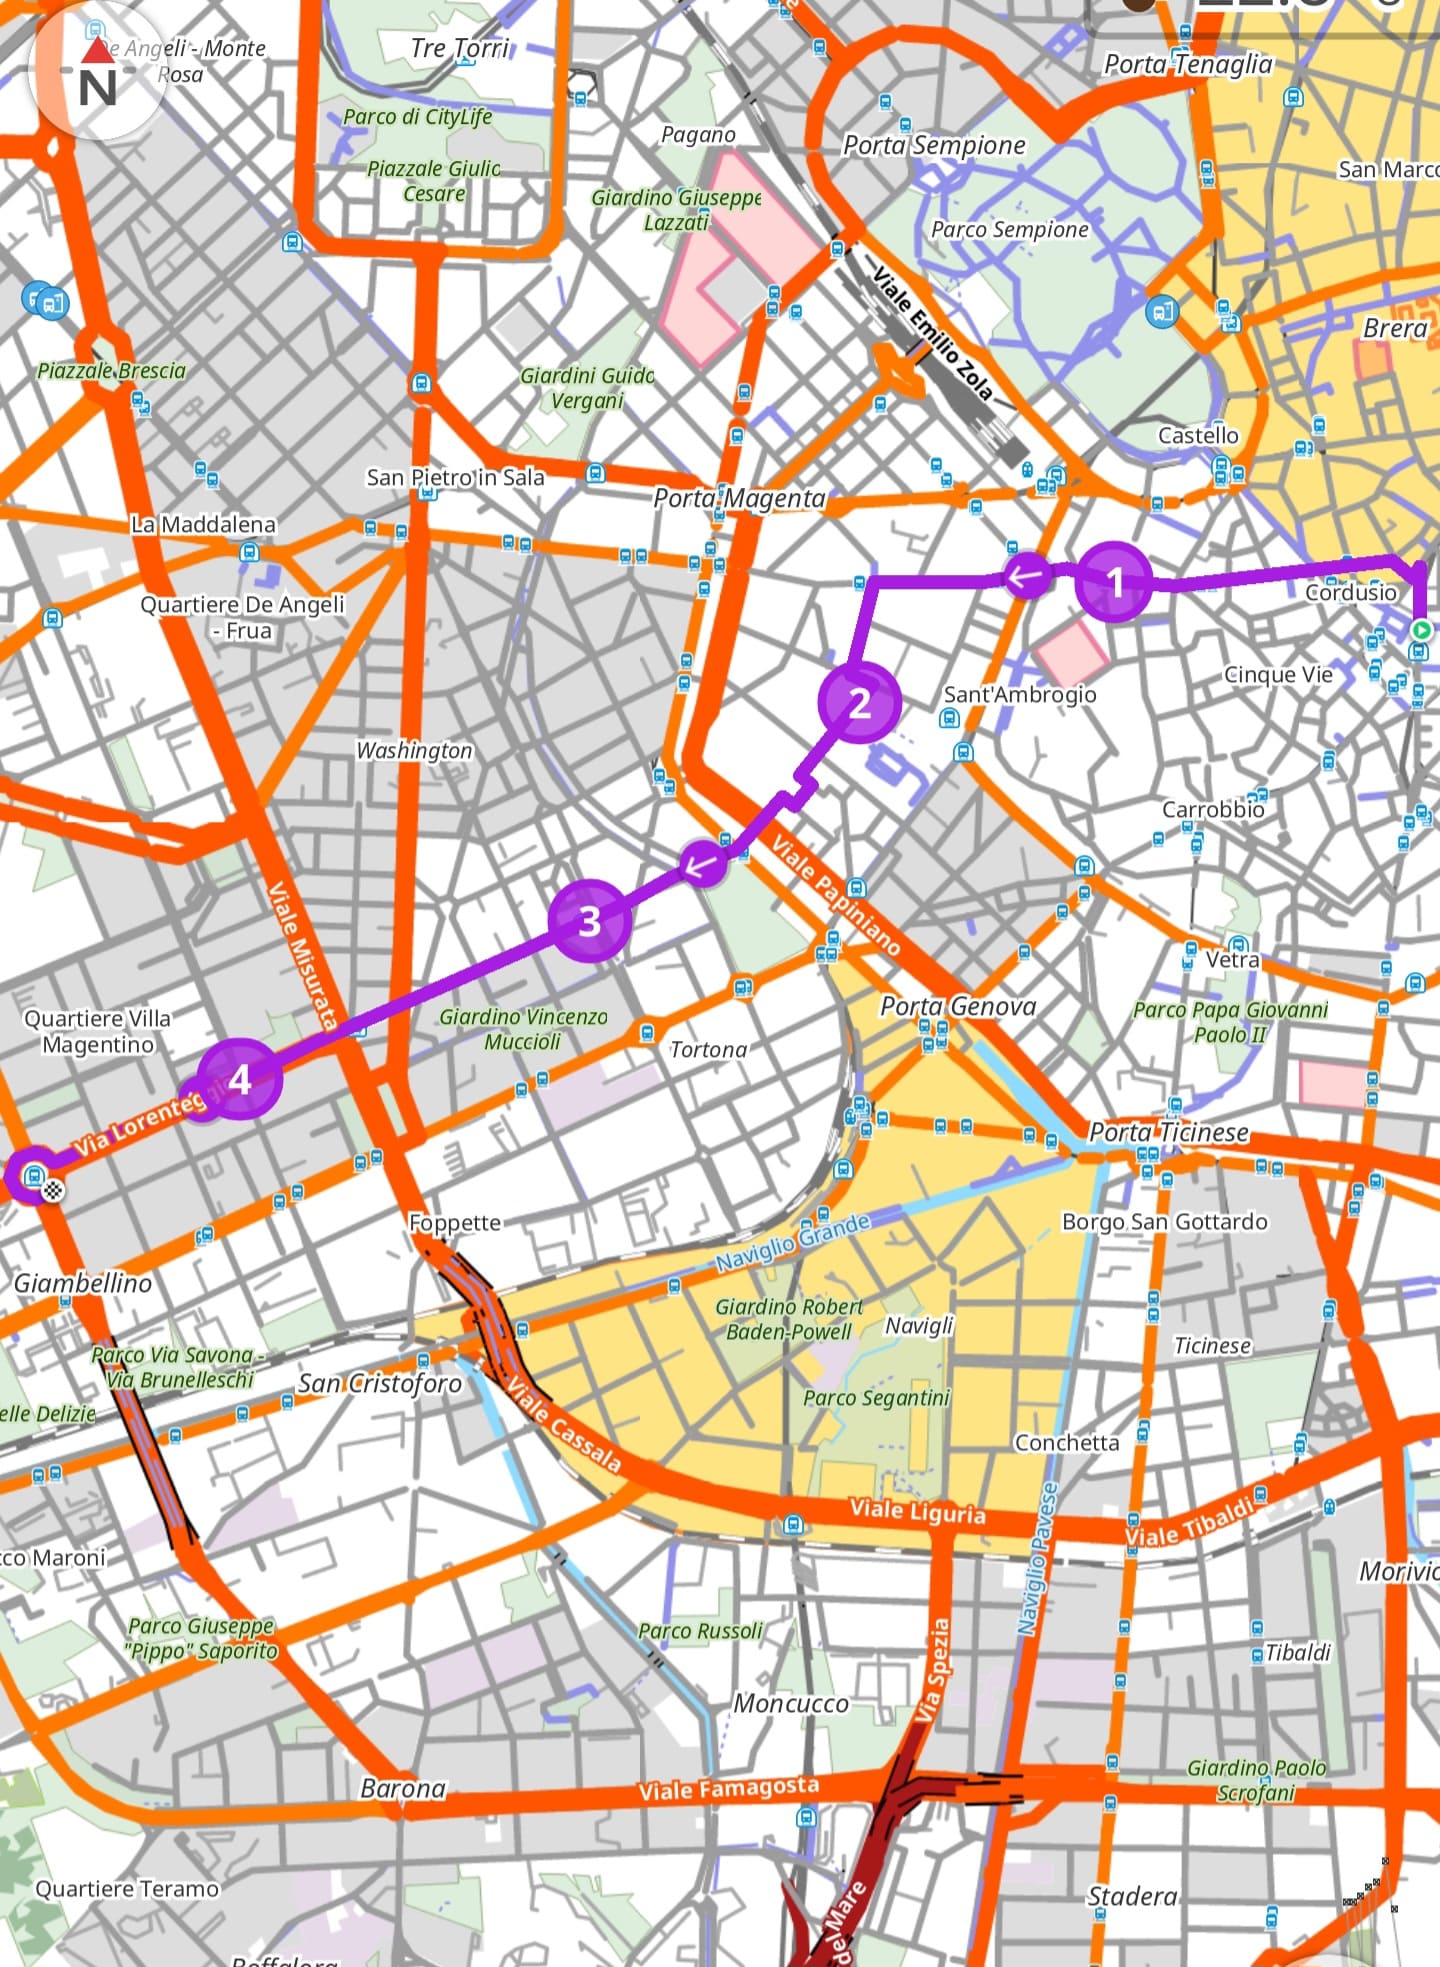 De Angeli - Monte
Rosa
N
Tre Torri
Porta Tenaglia
Parco di CityLife
Pagano
Porta Sempione
Piazzale Giulio
Cesare
San Marco
Giardino Giuseppe
Lazzati
Parco Sempione
Viale Emilio Zola
Brera
Piazzale Brescia
Giardini Guido
Vergani
Castello
San Pietro in Sala
Porta Magenta
La Maddalena
1
Cordusio
Quartiere De Angeli
- Frua
Cinque Vie
2
Sant'Ambrogio
Washington
Carrobbio
Viale Papiniano
3
Viale Misurata
Vetra
Porta Genova
Quartiere Villa
Magentino
Giardino Vincenzo
Muccioli
Parco Papa Giovanni
Paolo II
Tortona
4
Via Lorenteg
Porta Ticinese
Foppette
Borgo San Gottardo
Naviglio Grande
Giambellino
Giardino Robert
Baden-Powell
Navigli
Ticinese
Parco Via Savona -
Via Brunelleschi
San Cristoforo
Parco Segantini
elle Delizie
Viale Cassala
Conchetta
Viale Liguria
Viale Tibaldi
Naviglio Pavese
co Maroni
Parco Giuseppe
"Pippo" Saporito
Parco Russoli
Via Spezia
Tibaldi
Moncucco
Giardino Paolo
Scrofani
Barona
Viale Famagosta
Quartiere Teramo
Stadera
del Mare